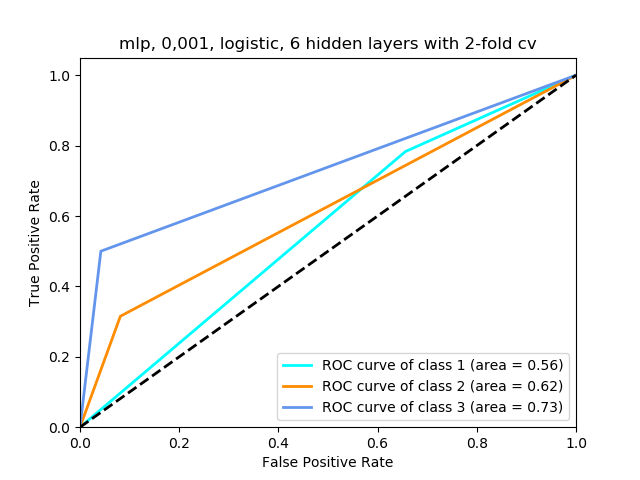 mlp, 0,001, logistic, 6 hidden layers with 2-fold cv
1.0
0.8
0.6
0.4
0.2
0.0
True Positive Rate
ROC curve of class 1 (area = 0.56)
ROC curve of class 2 (area = 0.62)
ROC curve of class 3 (area = 0.73)
0.0 0.2 0.4 0.6 0.8 1.0
False Positive Rate